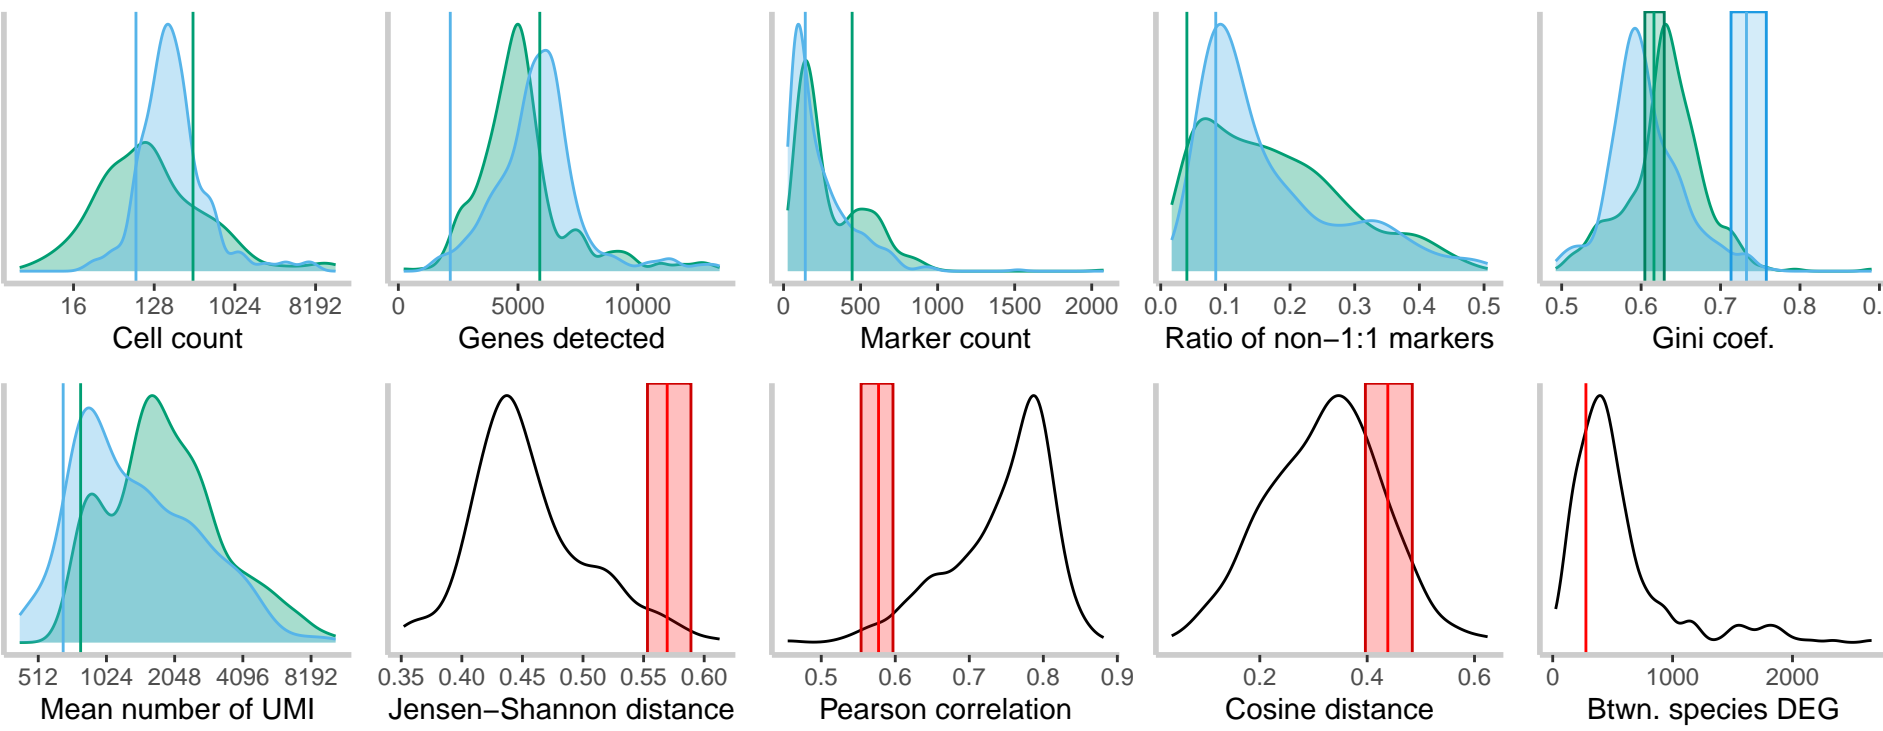 16 128 1024 8192
Cell count
0 5000 10000
Genes detected
0 500 1000 1500 2000
Marker count
0.0 0.1 0.2 0.3 0.4 0.5
Ratio of non−1:1 markers
0.5 0.6 0.7 0.8 0.
Gini coef.
512 1024 2048 4096 8192
Mean number of UMI
0.35 0.40 0.45 0.50 0.55 0.60
Jensen−Shannon distance
0.5 0.6 0.7 0.8 0.9
Pearson correlation
0.2 0.4 0.6
Cosine distance
0 1000 2000
Btwn. species DEG